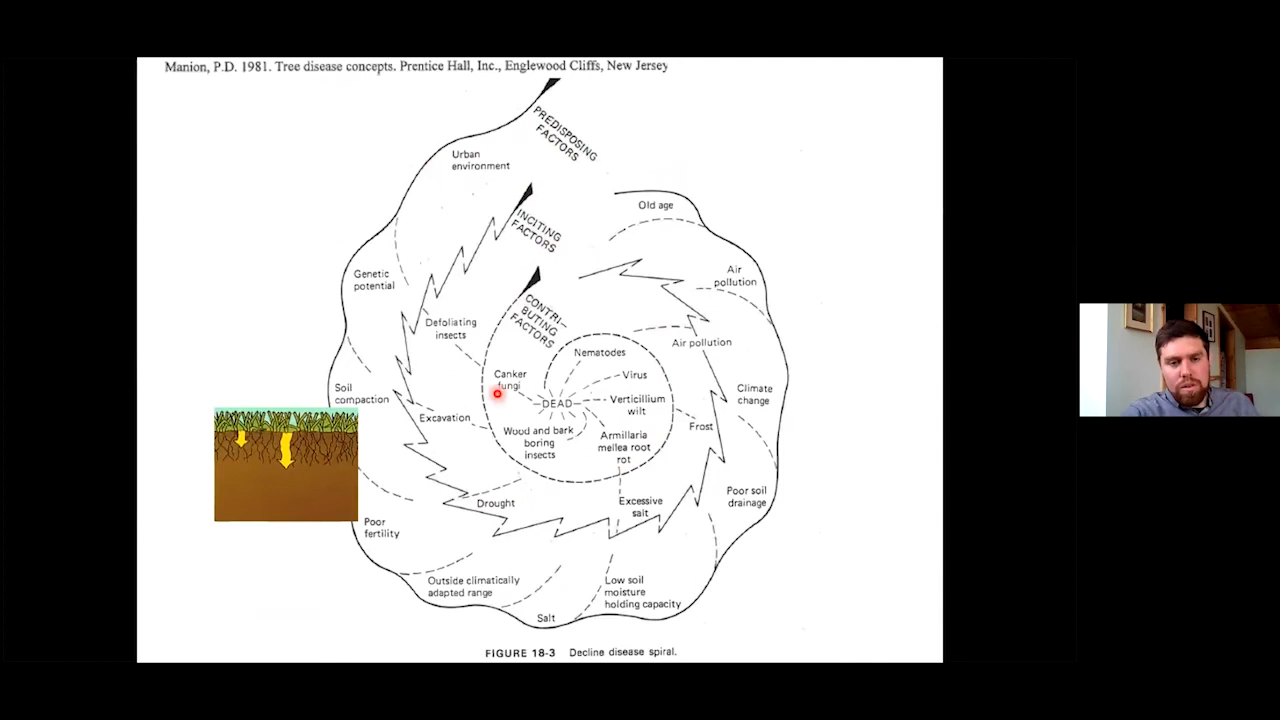 Manion, P.D. 1981. Tree disease concepts. Prentice Hall, Inc., Englewood Cliffs, New Jersey
PREDISPOSING
FACTORS
Urban
environment
INCITING
FACTORS
Old age
Genetic
potential
Air
pollution
CONTRI-
BUTING
FACTORS
Defoliating
insects
Air pollution
Nematodes
Canker
fungi
Virus
Soil
compaction
DEAD
Verticillium
wilt
Climate
change
Excavation
Frost
Wood and bark
boring
insects
Armillaria
mellea root
rot
Drought
Excessive
salt
Poor soil
drainage
Poor
fertility
Outside climatically
adapted range
Low soil
moisture
holding capacity
Salt
FIGURE 18-3 Decline disease spiral.